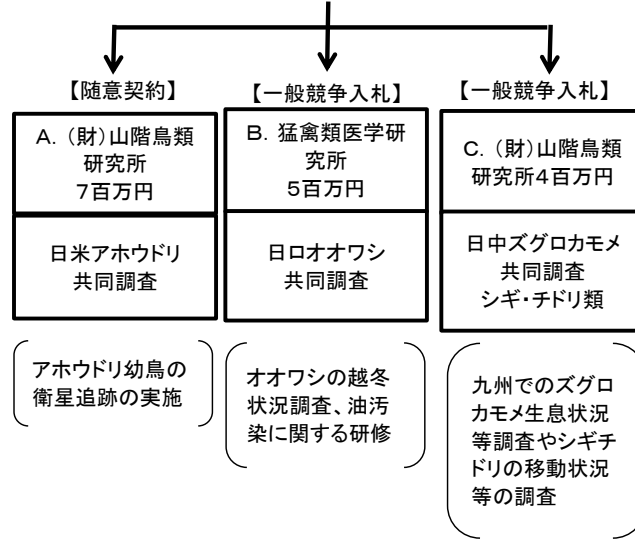 【随意契約】
A．（財）山階鳥類
研究所
7百万円
日米アホウドリ
共同調査
アホウドリ幼鳥の
衛星追跡の実施
【一般競争入札】
B．猛禽類医学研
究所
5百万円
日ロオオワシ
共同調査
オオワシの越冬
状況調査、油汚
染に関する研修
【一般競争入札】
C．（財）山階鳥類
研究所4百万円
日中ズグロカモメ
共同調査
シギ・チドリ類
九州でのズグロ
カモメ生息状況
等調査やシギチ
ドリの移動状況
等の調査